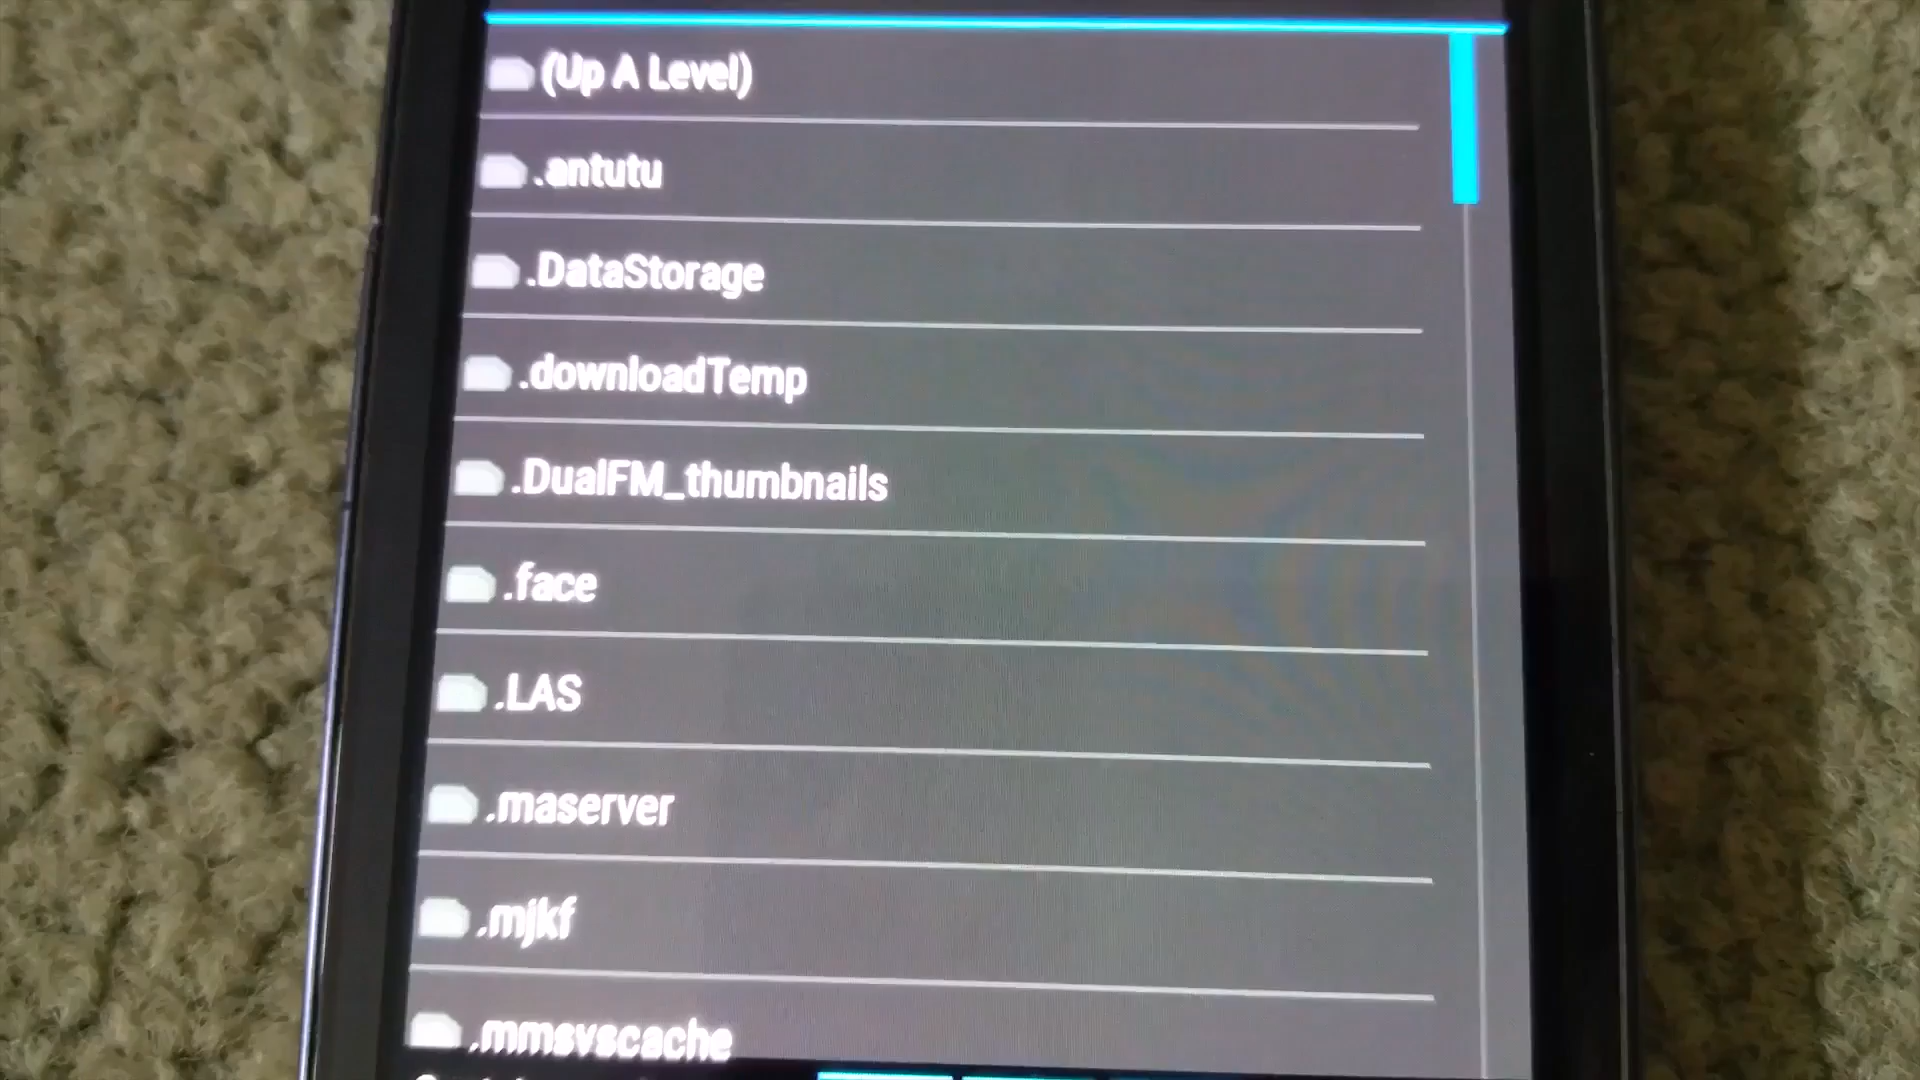 (Up A Level)
.antutu
.DataStorage
.downloadTemp
.DualFM_thumbnails
.face
.LAS
.maserver
.mjkf
.mmsyscache